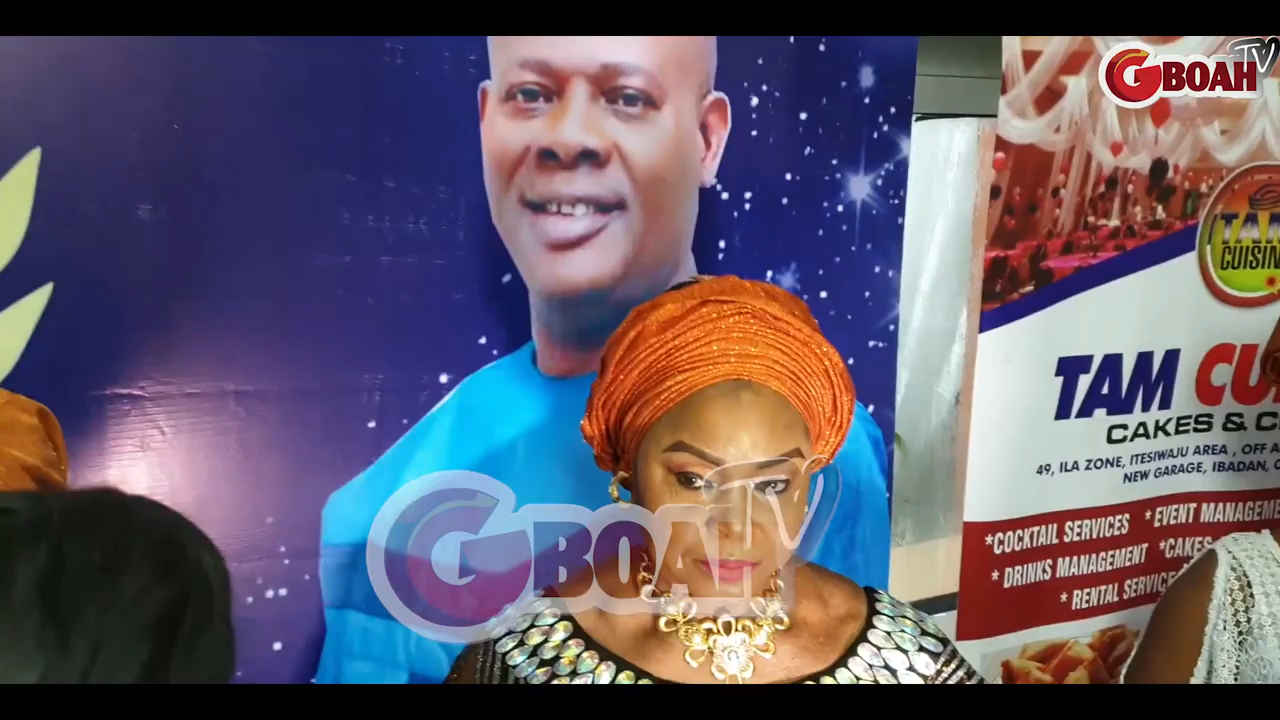 GBOAH TV
TAM
CUISIN
TAM CU
CAKES & C
49, ILA ZONE, ITESIWAJU AREA , OFF A
NEW GARAGE, IBADAN, O
*COCKTAIL SERVICES *EVENT MANAGEME
* DRINKS MANAGEMENT *CAKES
* RENTAL SERVICE
GBOAH TV